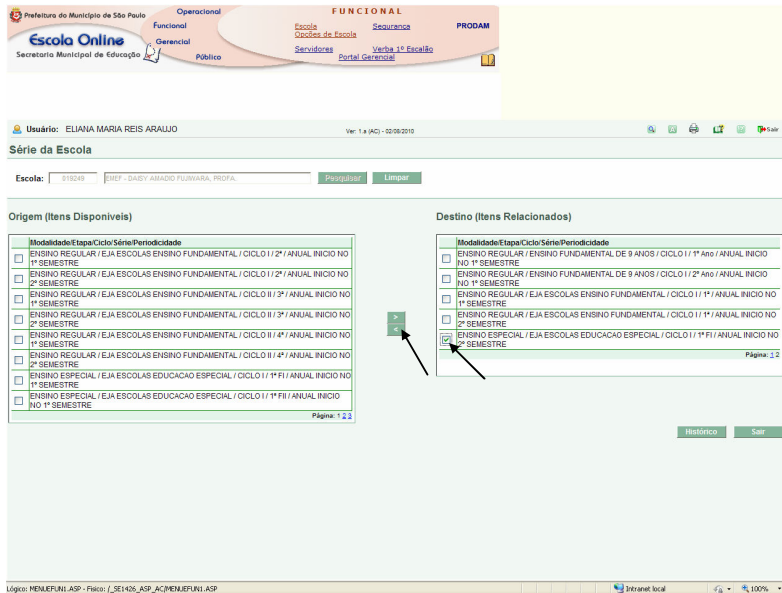 Prefeitura do Município de São Paulo
Escola Online
Secretaria Municipal de Educação
Operacional
Funcional
Gerencial
Público
FUNCIONAL
Escola Segurança PRODAM
Opções de Escola
Servidores Verba 1º Escalão
Portal Gerencial
Usuário: ELIANA MARIA REIS ARAUJO Ver: 1.a (AC) - 02/08/2010 Sair
Série da Escola
Escola: 019249 EMEF - DAISY AMADIO FUJIWARA, PROFA. Pesquisar Limpar
Origem (Itens Disponiveis)
Modalidade/Etapa/Ciclo/Série/Periodicidade
ENSINO REGULAR / EJA ESCOLAS ENSINO FUNDAMENTAL / CICLO I / 2ª / ANUAL INICIO NO
1º SEMESTRE
ENSINO REGULAR / EJA ESCOLAS ENSINO FUNDAMENTAL / CICLO I / 2ª / ANUAL INICIO NO
2º SEMESTRE
ENSINO REGULAR / EJA ESCOLAS ENSINO FUNDAMENTAL / CICLO II / 3ª / ANUAL INICIO NO
1º SEMESTRE
ENSINO REGULAR / EJA ESCOLAS ENSINO FUNDAMENTAL / CICLO II / 3ª / ANUAL INICIO NO
2º SEMESTRE
ENSINO REGULAR / EJA ESCOLAS ENSINO FUNDAMENTAL / CICLO II / 4ª / ANUAL INICIO NO
1º SEMESTRE
ENSINO REGULAR / EJA ESCOLAS ENSINO FUNDAMENTAL / CICLO II / 4ª / ANUAL INICIO NO
2º SEMESTRE
ENSINO ESPECIAL / EJA ESCOLAS EDUCACAO ESPECIAL / CICLO I / 1ª FI / ANUAL INICIO NO
1º SEMESTRE
ENSINO ESPECIAL / EJA ESCOLAS EDUCACAO ESPECIAL / CICLO I / 1ª FII / ANUAL INICIO
NO 1º SEMESTRE
Página: 1 2 3
>
<
Destino (Itens Relacionados)
Modalidade/Etapa/Ciclo/Série/Periodicidade
ENSINO REGULAR / ENSINO FUNDAMENTAL DE 9 ANOS / CICLO I / 1º Ano / ANUAL INICIO
NO 1º SEMESTRE
ENSINO REGULAR / ENSINO FUNDAMENTAL DE 9 ANOS / CICLO I / 2º Ano / ANUAL INICIO
NO 1º SEMESTRE
ENSINO REGULAR / EJA ESCOLAS ENSINO FUNDAMENTAL / CICLO I / 1ª / ANUAL INICIO NO
1º SEMESTRE
ENSINO REGULAR / EJA ESCOLAS ENSINO FUNDAMENTAL / CICLO I / 1ª / ANUAL INICIO NO
2º SEMESTRE
ENSINO ESPECIAL / EJA ESCOLAS EDUCACAO ESPECIAL / CICLO I / 1ª FI / ANUAL INICIO NO
2º SEMESTRE
Página: 1 2
Histórico Sair
Lógico: MENUEFUN1.ASP - Físico: /_SE1426_ASP_AC/MENUEFUN1.ASP Intranet local 100%